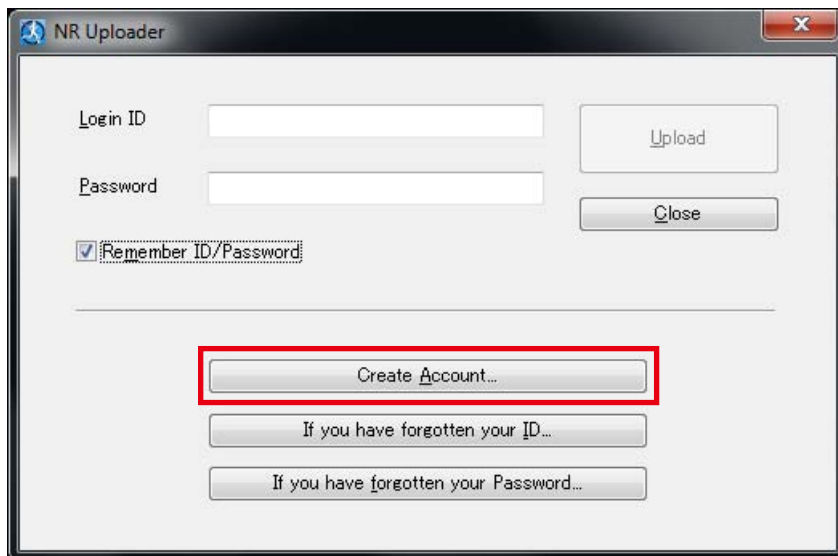 NR Uploader
Login ID
Upload
Password
Close
Remember ID/Password
Create Account...
If you have forgotten your ID...
If you have forgotten your Password...